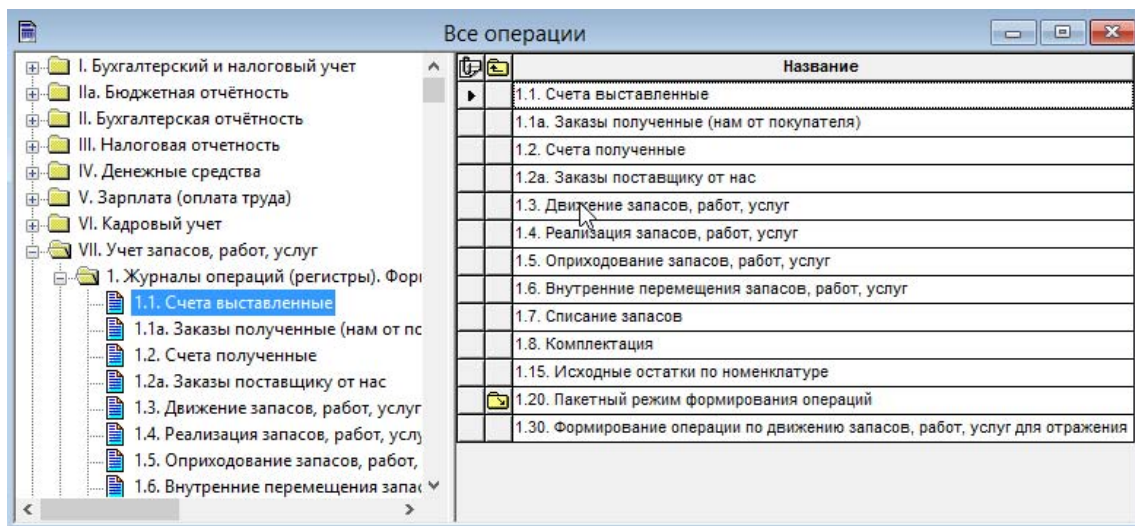 Все операции
I. Бухгалтерский и налоговый учет
IIа. Бюджетная отчётность
II. Бухгалтерская отчётность
III. Налоговая отчетность
IV. Денежные средства
V. Зарплата (оплата труда)
VI. Кадровый учет
VII. Учет запасов, работ, услуг
1. Журналы операций (регистры). Форм
1.1. Счета выставленные
1.1а. Заказы полученные (нам от по
1.2. Счета полученные
1.2а. Заказы поставщику от нас
1.3. Движение запасов, работ, услуг
1.4. Реализация запасов, работ, услу
1.5. Оприходование запасов, работ,
1.6. Внутренние перемещения запас
Название
1.1. Счета выставленные
1.1а. Заказы полученные (нам от покупателя)
1.2. Счета полученные
1.2а. Заказы поставщику от нас
1.3. Движение запасов, работ, услуг
1.4. Реализация запасов, работ, услуг
1.5. Оприходование запасов, работ, услуг
1.6. Внутренние перемещения запасов, работ, услуг
1.7. Списание запасов
1.8. Комплектация
1.15. Исходные остатки по номенклатуре
1.20. Пакетный режим формирования операций
1.30. Формирование операции по движению запасов, работ, услуг для отражения